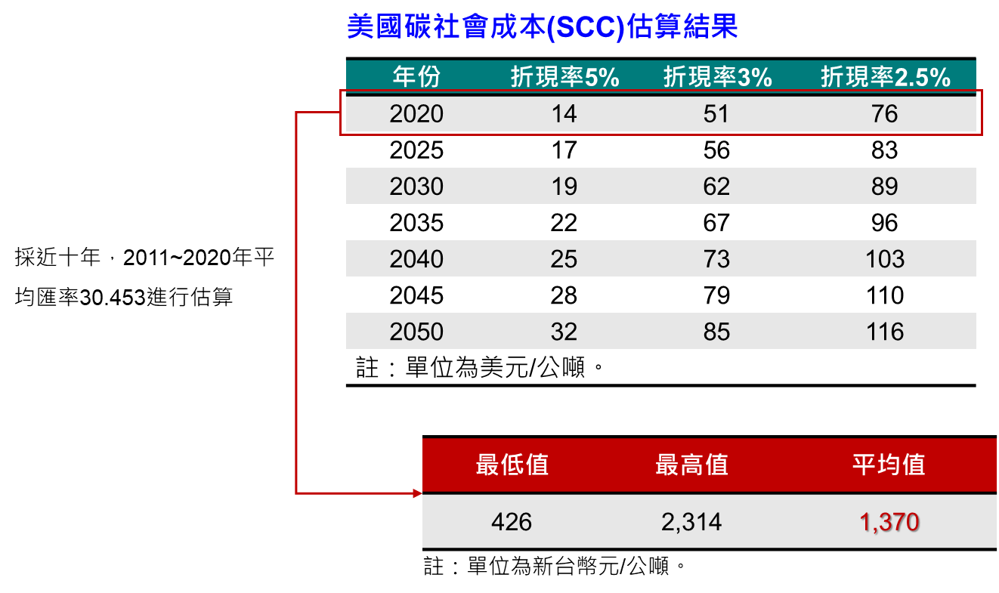 美國碳社會成本(SCC)估算結果
年份 折現率5% 折現率3% 折現率2.5%
2020 14 51 76
2025 17 56 83
2030 19 62 89
2035 22 67 96
2040 25 73 103
2045 28 79 110
2050 32 85 116
註：單位為美元/公噸。
採近十年，2011~2020年平
均匯率30.453進行估算
最低值 最高值 平均值
426 2,314 1,370
註：單位為新台幣元/公噸。